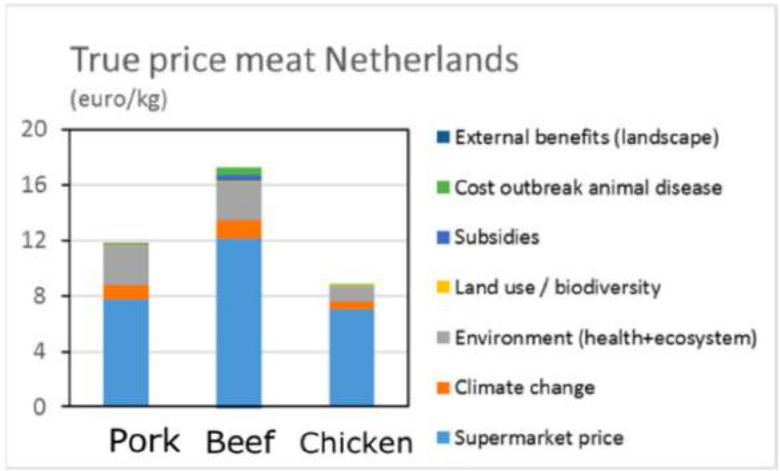 True price meat Netherlands
(euro/kg)
20
16
12
8
4
0
Pork Beef Chicken
External benefits (landscape)
Cost outbreak animal disease
Subsidies
Land use / biodiversity
Environment (health+ecosystem)
Climate change
Supermarket price